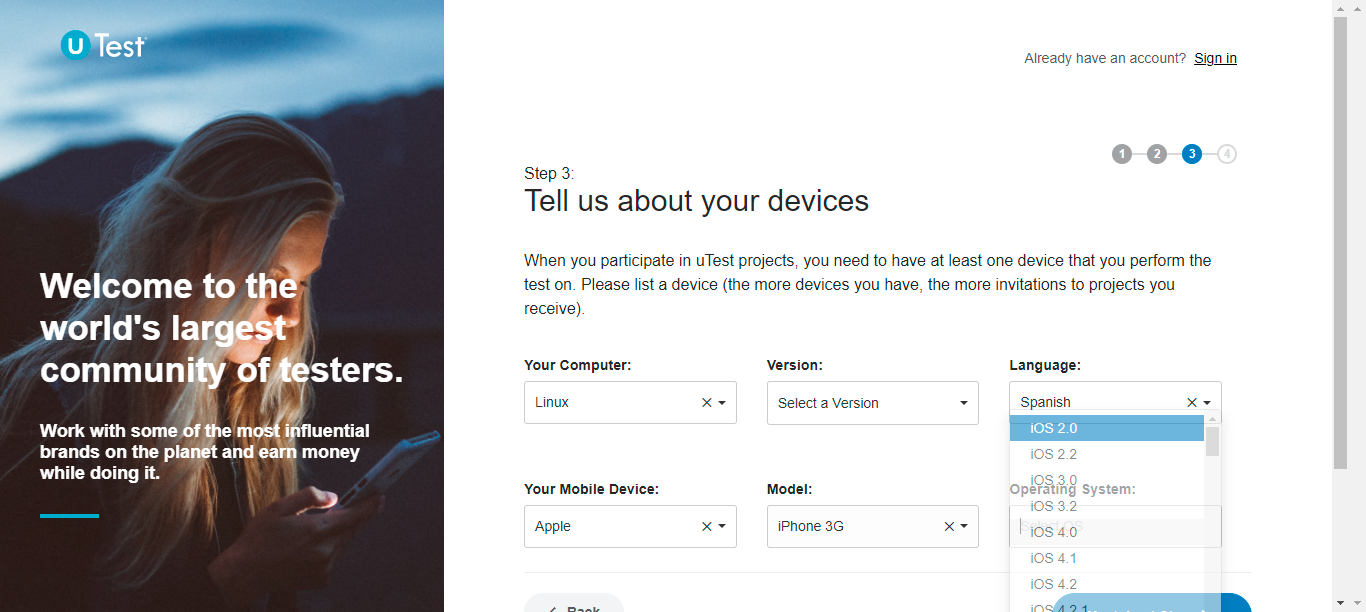 uTest
Already have an account? Sign in
1 2 3 4
Step 3:
Tell us about your devices
When you participate in uTest projects, you need to have at least one device that you perform the
test on. Please list a device (the more devices you have, the more invitations to projects you
receive).
Welcome to the
world's largest
community of testers.
Work with some of the most influential
brands on the planet and earn money
while doing it.
Your Computer: Version: Language:
Linux Select a Version Spanish
Your Mobile Device: Model: Operating System:
Apple iPhone 3G Select OS
iOS 2.0
iOS 2.2
iOS 3.0
iOS 3.2
iOS 4.0
iOS 4.1
iOS 4.2
iOS 4.2.1
Back